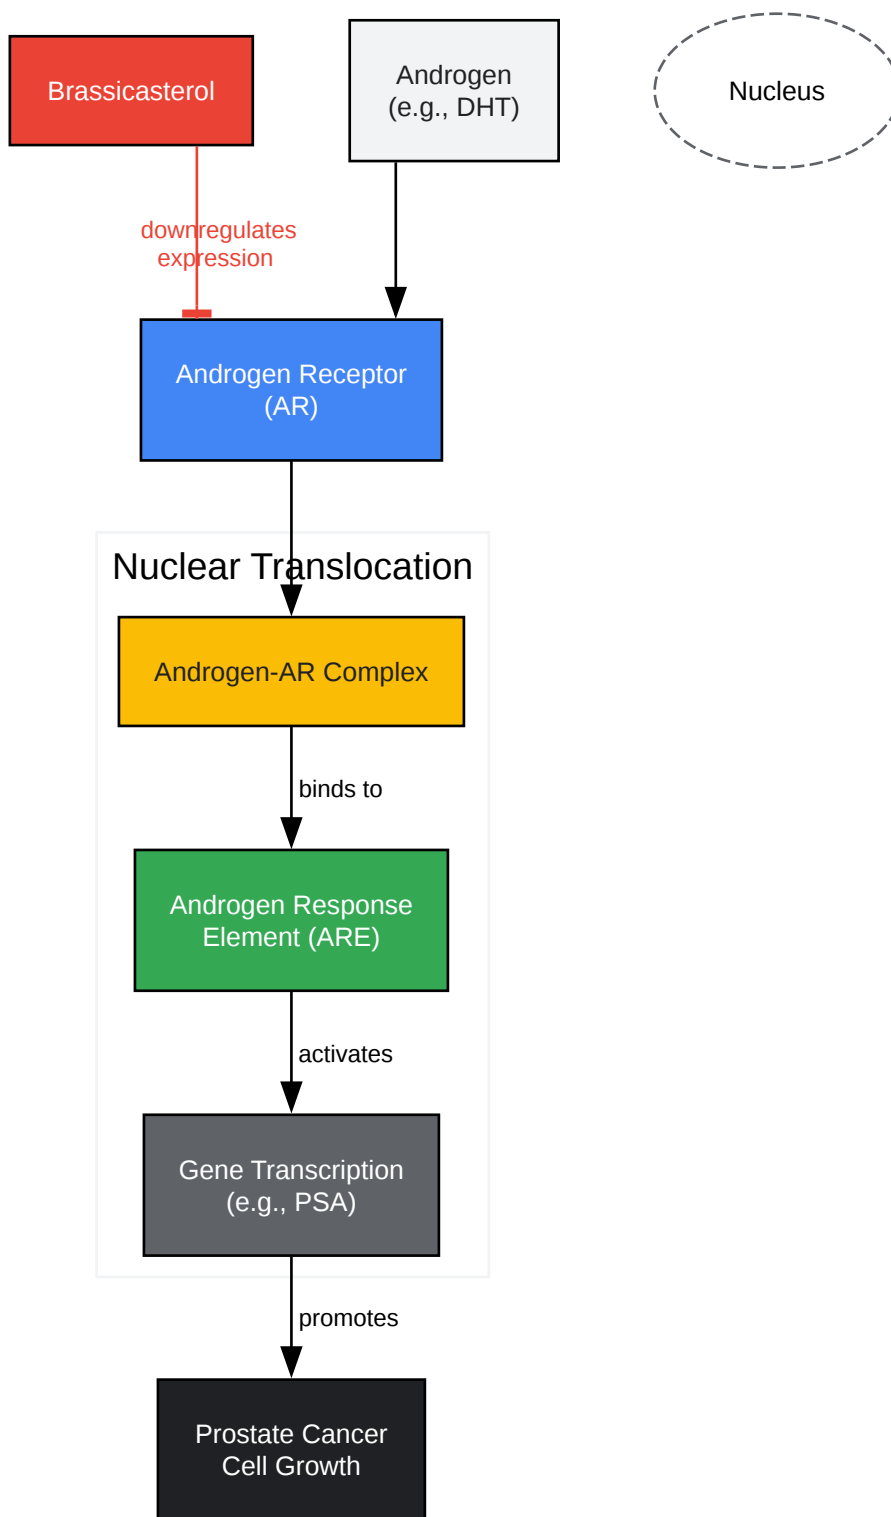 Brassicasterol
Androgen
(e.g., DHT)
Nucleus
downregulates
expression
Androgen Receptor
(AR)
Nuclear Translocation
Androgen-AR Complex
binds to
Androgen Response
Element (ARE)
activates
Gene Transcription
(e.g., PSA)
promotes
Prostate Cancer
Cell Growth